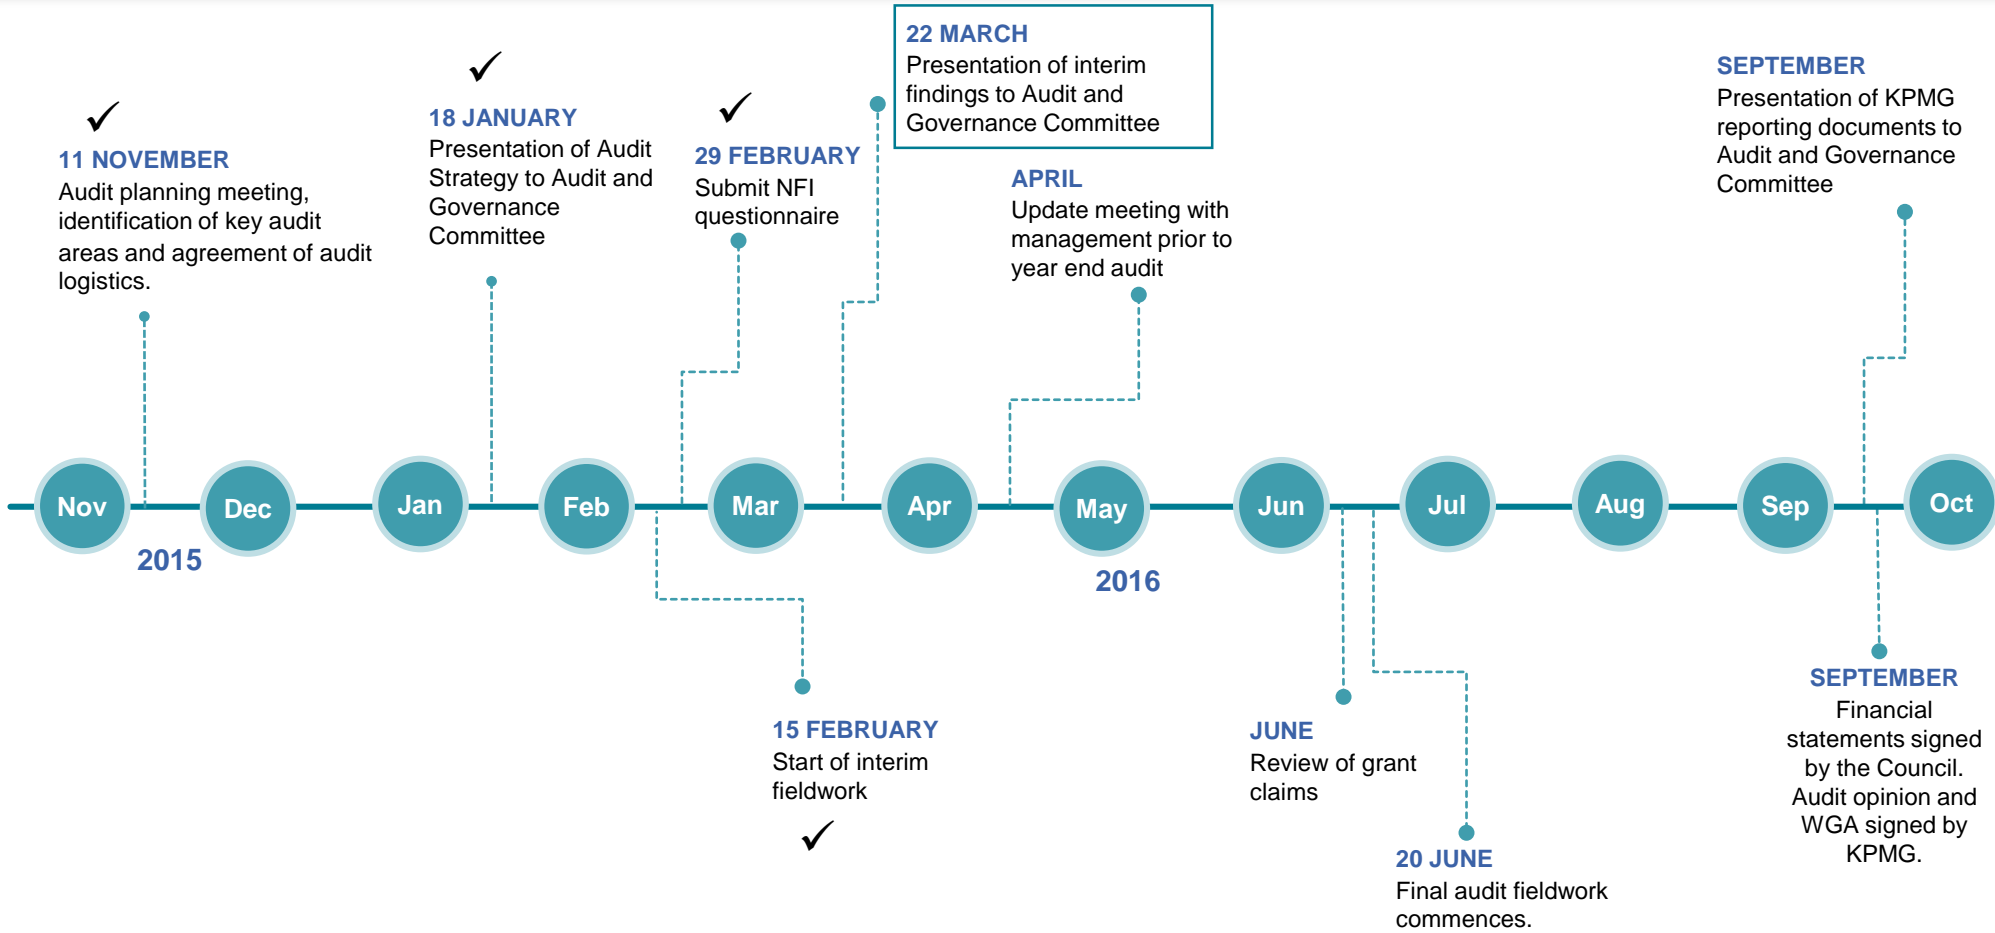 11 NOVEMBER
Audit planning meeting,
identification of key audit
areas and agreement of audit
logistics.
18 JANUARY
Presentation of Audit
Strategy to Audit and
Governance
Committee
29 FEBRUARY
Submit NFI
questionnaire
22 MARCH
Presentation of interim
findings to Audit and
Governance Committee
APRIL
Update meeting with
management prior to
year end audit
SEPTEMBER
Presentation of KPMG
reporting documents to
Audit and Governance
Committee
Nov
Dec
Jan
Feb
Mar
Apr
May
Jun
Jul
Aug
Sep
Oct
2015
2016
15 FEBRUARY
Start of interim
fieldwork
JUNE
Review of grant
claims
20 JUNE
Final audit fieldwork
commences.
SEPTEMBER
Financial
statements signed
by the Council.
Audit opinion and
WGA signed by
KPMG.